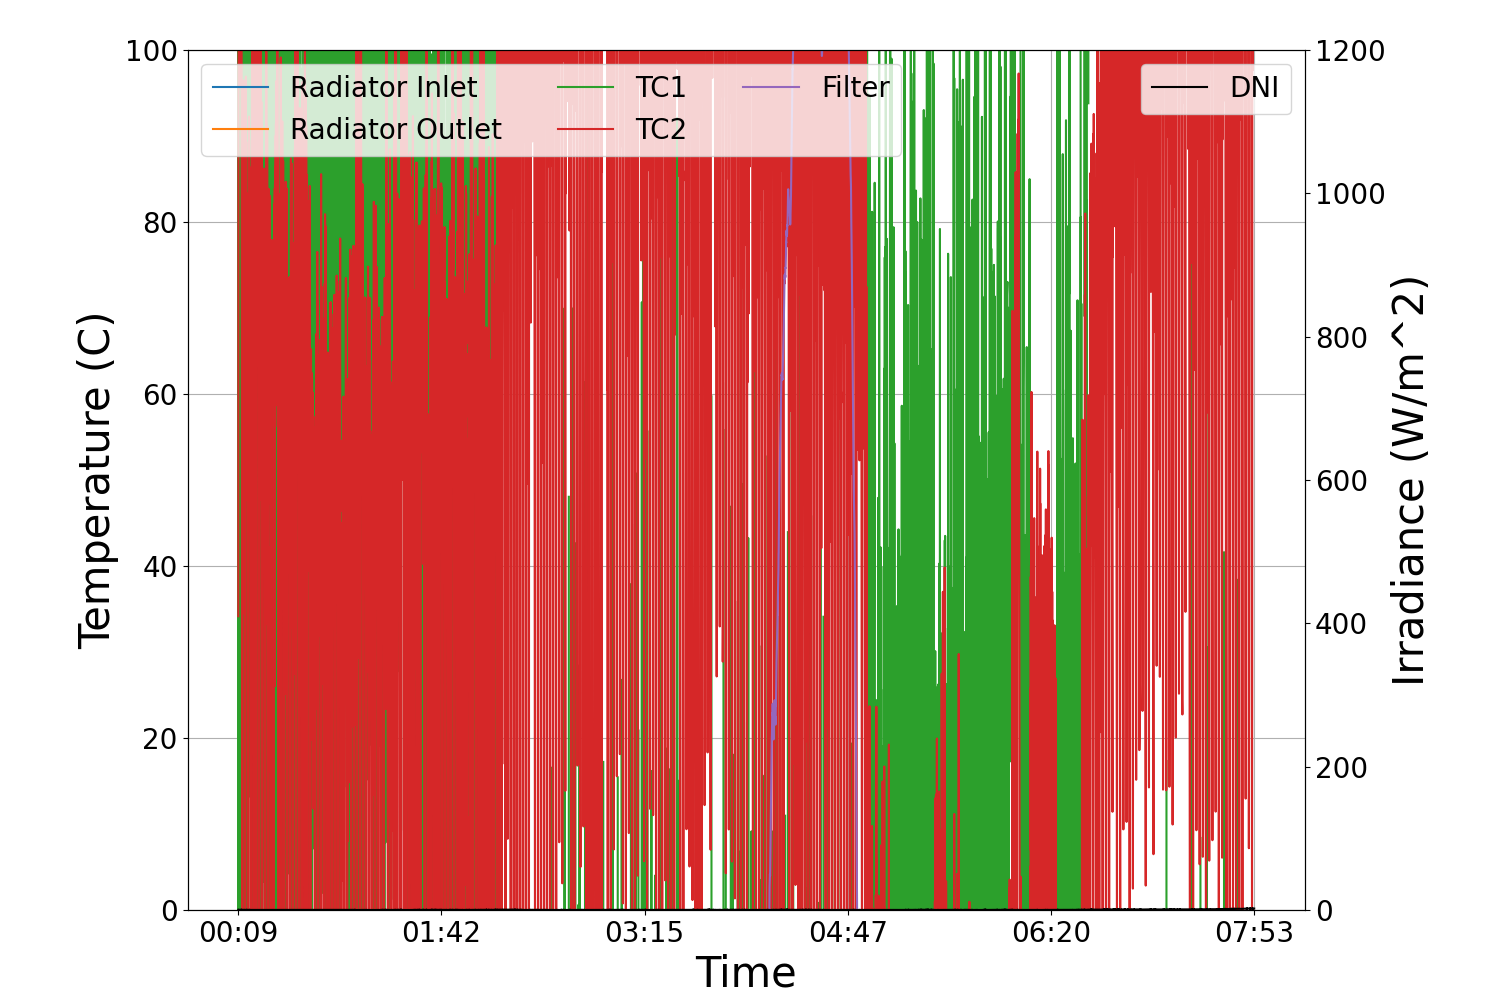 100
80
60
40
20
0
Temperature (C)
Radiator Inlet
Radiator Outlet
TC1
TC2
Filter
DNI
1200
1000
800
600
400
200
0
Irradiance (W/m^2)
00:09
01:42
03:15
04:47
06:20
07:53
Time